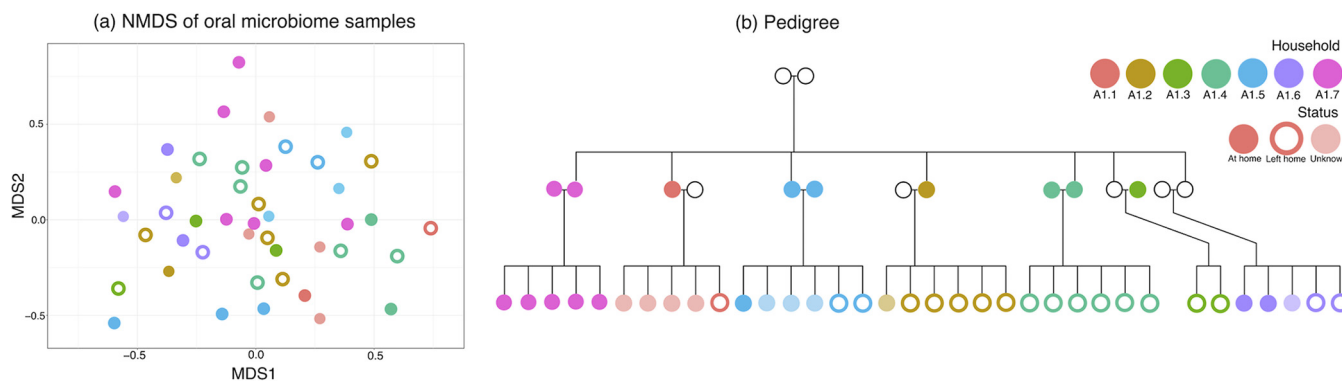 (a) NMDS of oral microbiome samples
(b) Pedigree
Household
A1.1 A1.2 A1.3 A1.4 A1.5 A1.6 A1.7
Status
At home Left home Unknow
MDS2
0.5
0.0
−0.5
−0.5 0.0 0.5
MDS1